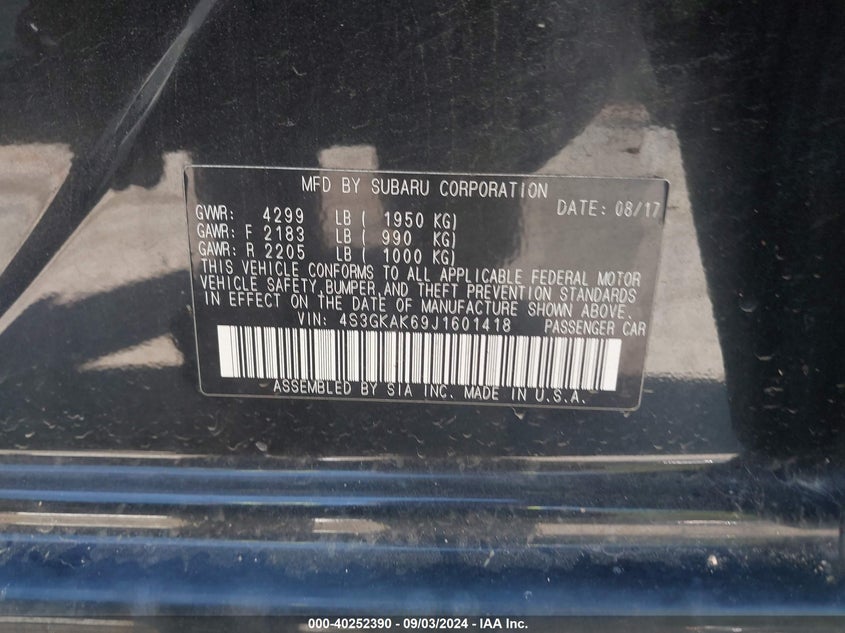 MFD BY SUBARU CORPORATION
DATE: 08/17
GVWR: 4299 LB ( 1950 KG)
GAWR: F 2183 LB ( 990 KG)
GAWR: R 2205 LB ( 1000 KG)
THIS VEHICLE CONFORMS TO ALL APPLICABLE FEDERAL MOTOR
VEHICLE SAFETY, BUMPER, AND THEFT PREVENTION STANDARDS
IN EFFECT ON THE DATE OF MANUFACTURE SHOWN ABOVE.
VIN: 4S3GKAK69J1601418 PASSENGER CAR
ASSEMBLED BY SIA INC. MADE IN U.S.A.
000-40252390 - 09/03/2024 - IAA Inc.